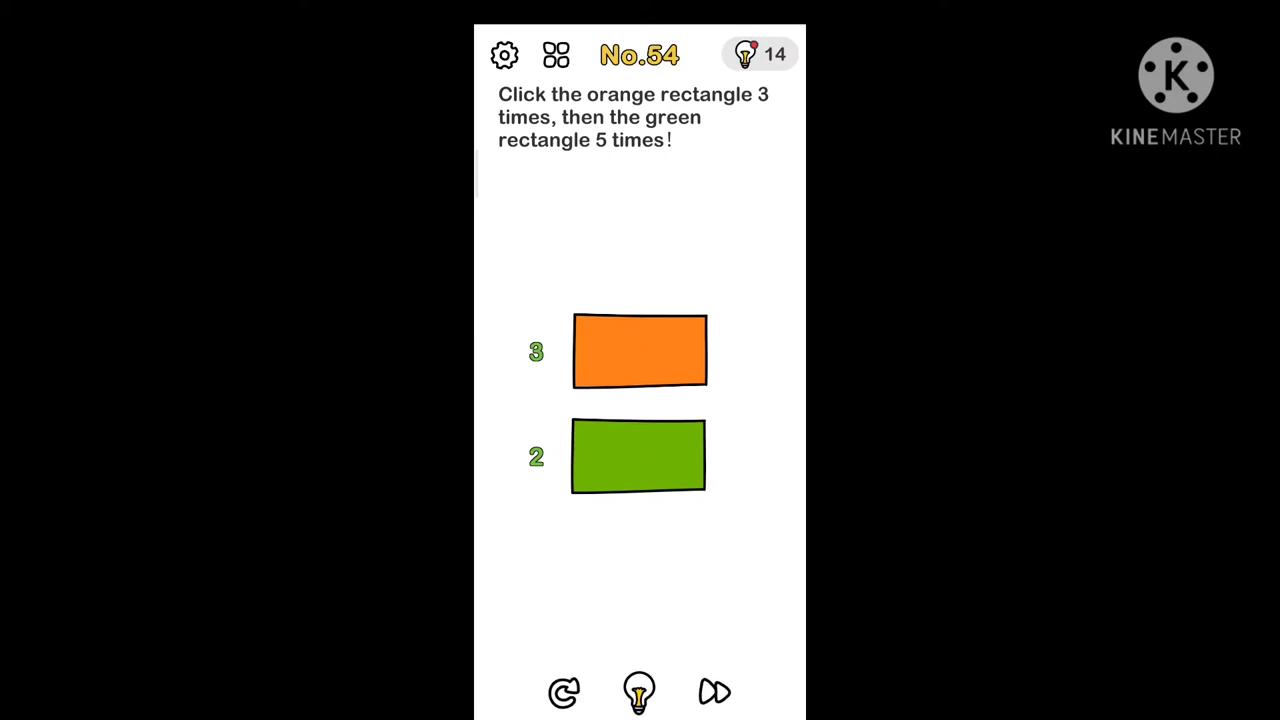 No.54
14
Click the orange rectangle 3
times, then the green
rectangle 5 times!
3
2
K
KINEMASTER